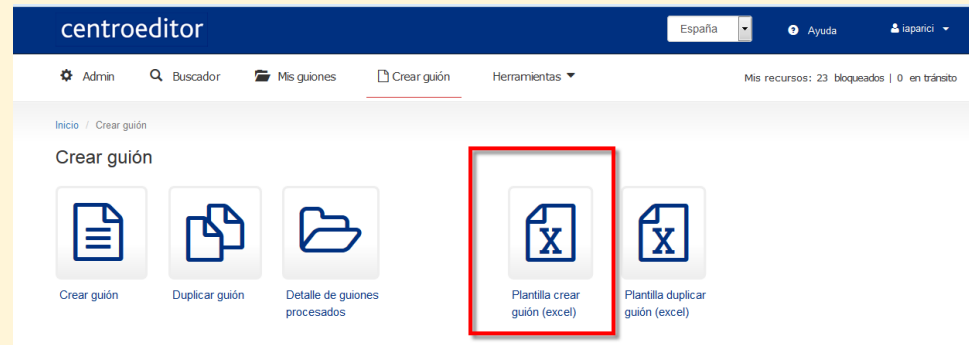 centroeditor
España
Ayuda
iaparici
Admin
Buscador
Mis guiones
Crear guión
Herramientas
Mis recursos: 23 bloqueados | 0 en tránsito
Inicio / Crear guión
Crear guión
Crear guión
Duplicar guión
Detalle de guiones
procesados
Plantilla crear
guión (excel)
Plantilla duplicar
guión (excel)